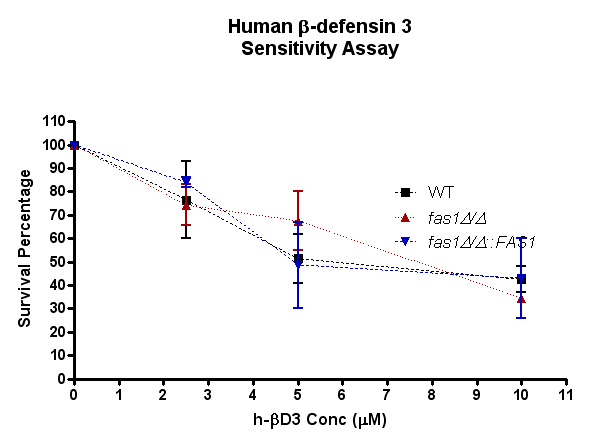 Human β-defensin 3
Sensitivity Assay
Survival Percentage
110
100
90
80
70
60
50
40
30
20
10
0
0 1 2 3 4 5 6 7 8 9 10 11
h-βD3 Conc (μM)
WT
fas1Δ/Δ
fas1Δ/Δ::FAS1